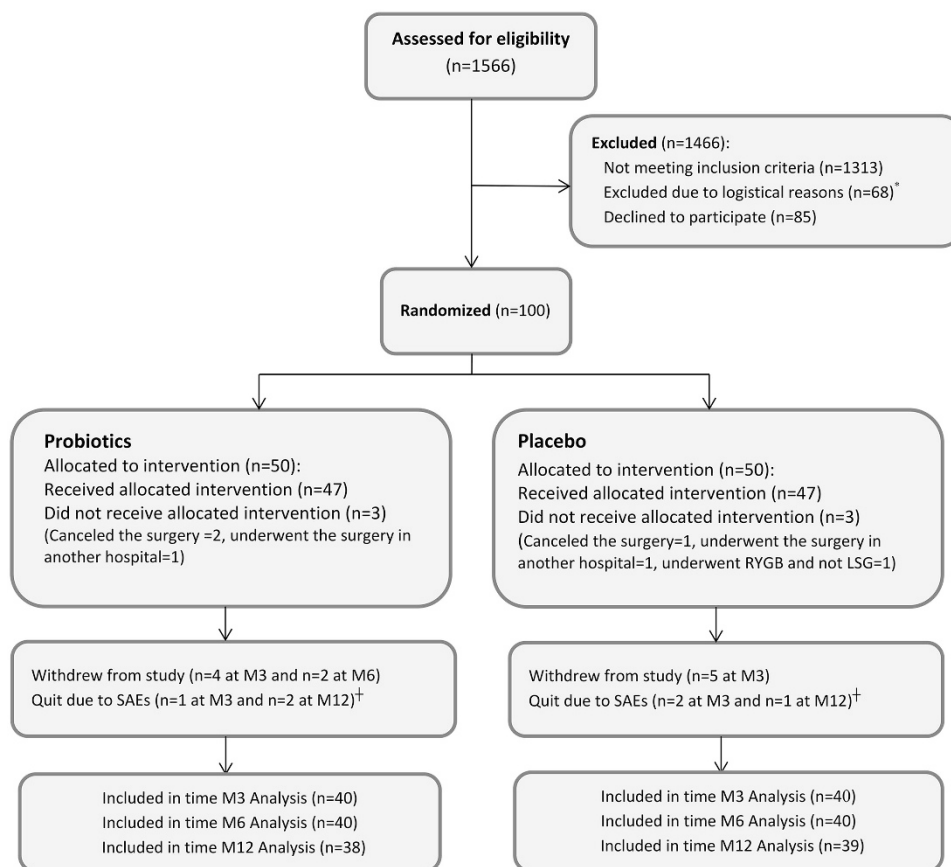 Assessed for eligibility
(n=1566)
Excluded (n=1466):
Not meeting inclusion criteria (n=1313)
Excluded due to logistical reasons (n=68)*
Declined to participate (n=85)
Randomized (n=100)
Probiotics
Allocated to intervention (n=50):
Received allocated intervention (n=47)
Did not receive allocated intervention (n=3)
(Canceled the surgery =2, underwent the surgery in
another hospital=1)
Placebo
Allocated to intervention (n=50):
Received allocated intervention (n=47)
Did not receive allocated intervention (n=3)
(Canceled the surgery=1, underwent the surgery in
another hospital=1, underwent RYGB and not LSG=1)
Withdrew from study (n=4 at M3 and n=2 at M6)
Quit due to SAEs (n=1 at M3 and n=2 at M12)┼
Withdrew from study (n=5 at M3)
Quit due to SAEs (n=2 at M3 and n=1 at M12)┼
Included in time M3 Analysis (n=40)
Included in time M6 Analysis (n=40)
Included in time M12 Analysis (n=38)
Included in time M3 Analysis (n=40)
Included in time M6 Analysis (n=40)
Included in time M12 Analysis (n=39)